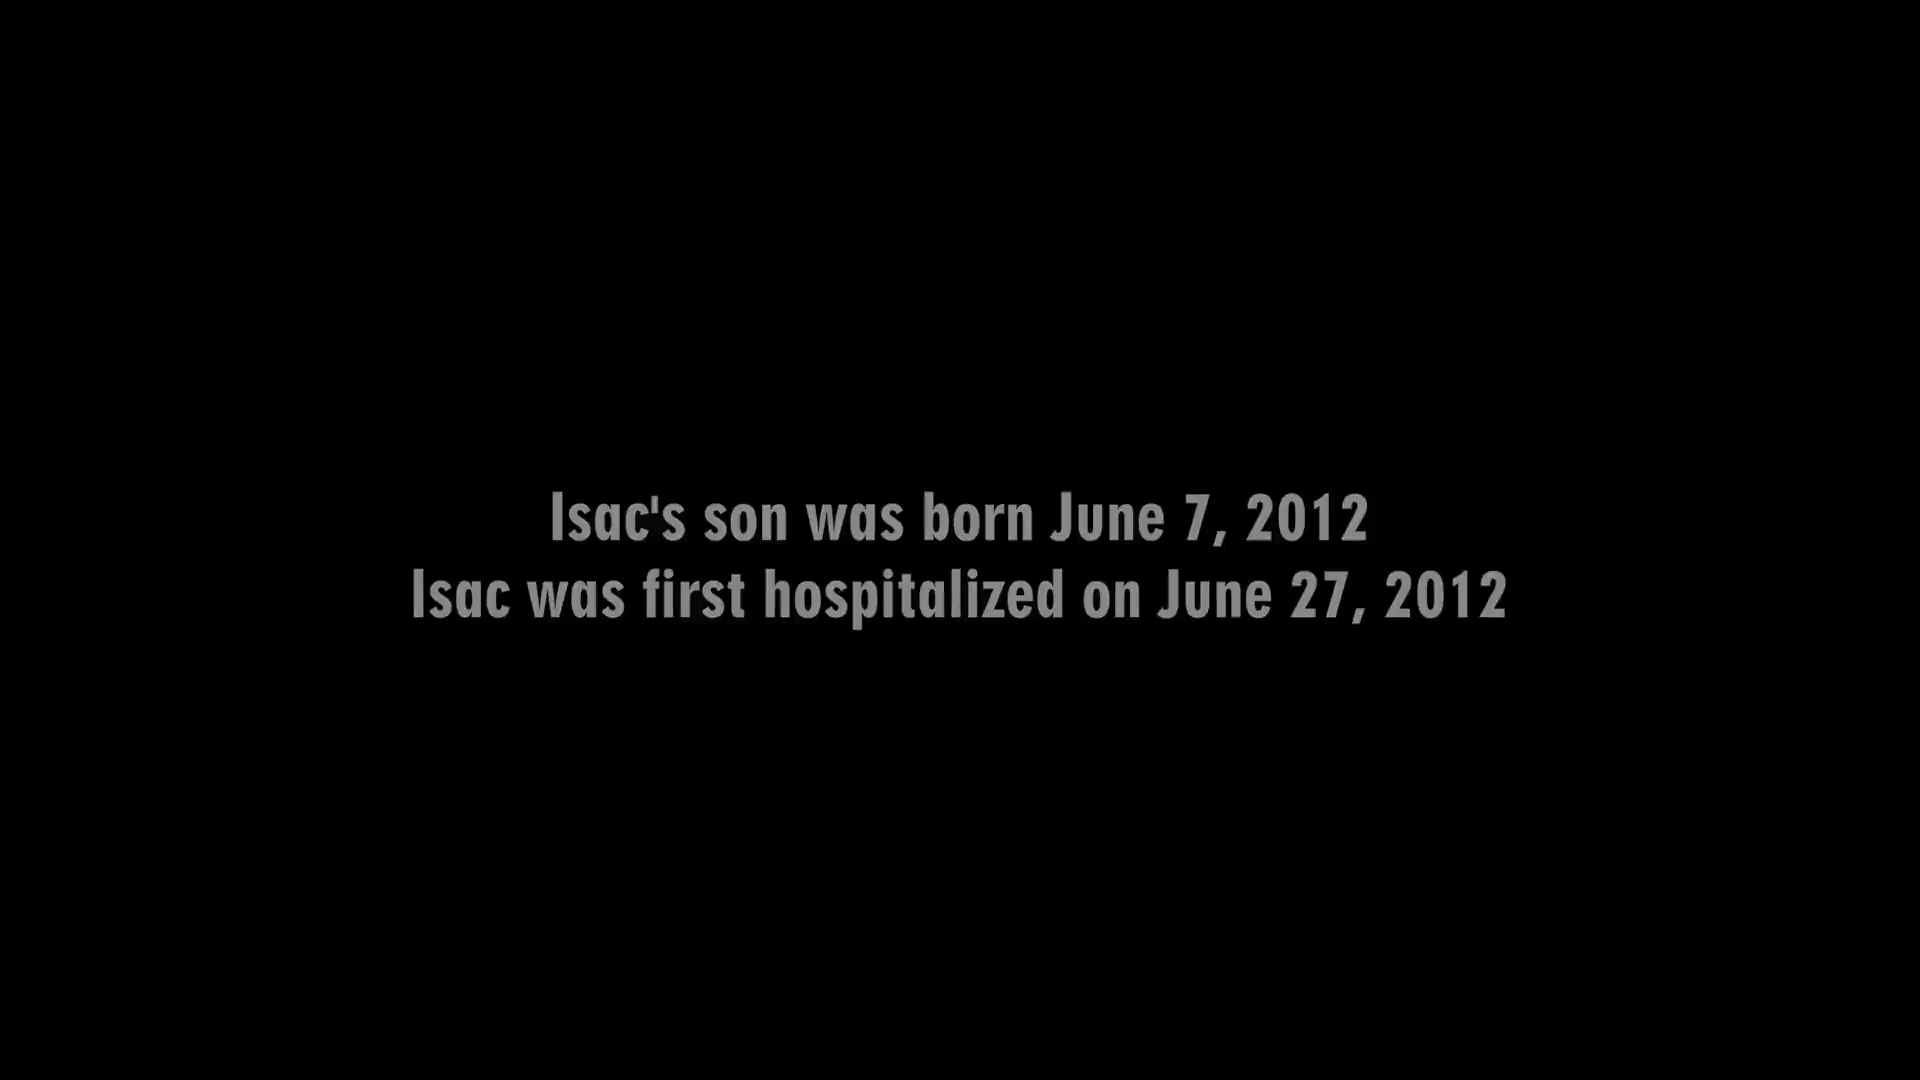 Isac's son was born June 7, 2012
Isac was first hospitalized on June 27, 2012